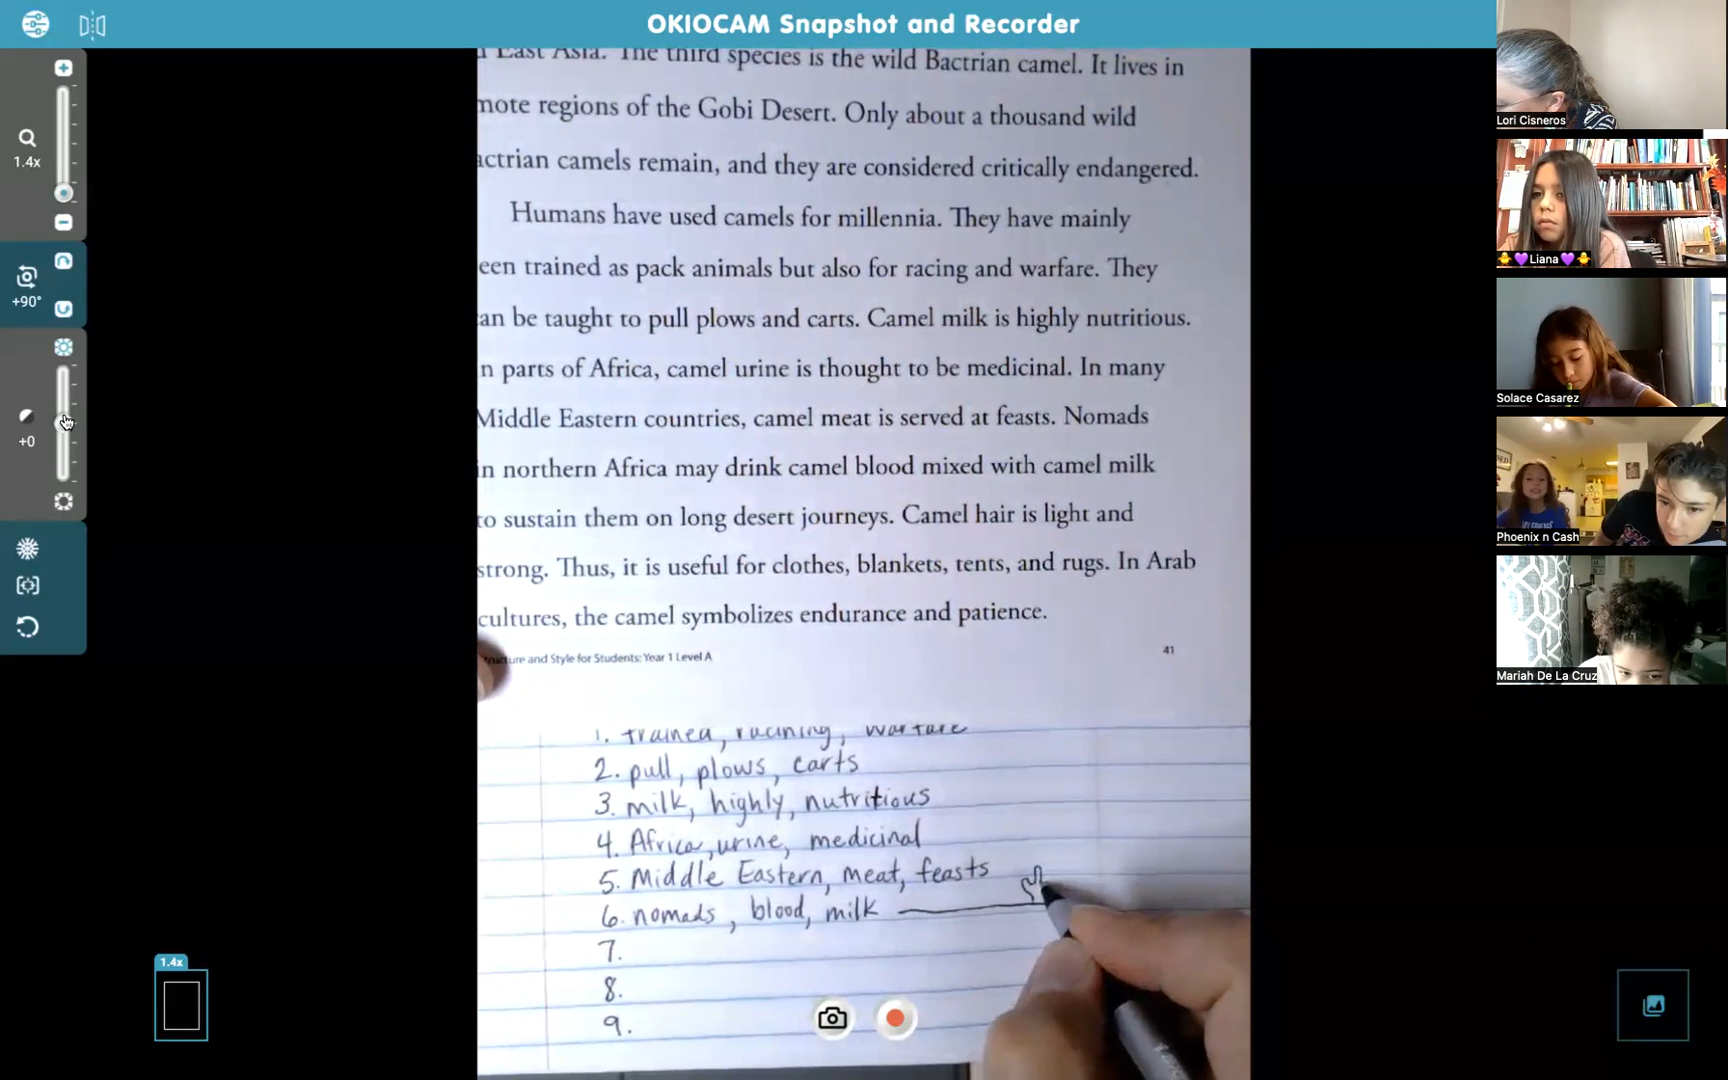 OKIOCAM Snapshot and Recorder
East Asia. The third species is the wild Bactrian camel. It lives in
mote regions of the Gobi Desert. Only about a thousand wild
actrian camels remain, and they are considered critically endangered.
Humans have used camels for millennia. They have mainly
een trained as pack animals but also for racing and warfare. They
an be taught to pull plows and carts. Camel milk is highly nutritious.
n parts of Africa, camel urine is thought to be medicinal. In many
Middle Eastern countries, camel meat is served at feasts. Nomads
in northern Africa may drink camel blood mixed with camel milk
to sustain them on long desert journeys. Camel hair is light and
strong. Thus, it is useful for clothes, blankets, tents, and rugs. In Arab
cultures, the camel symbolizes endurance and patience.
ure and Style for Students: Year 1 Level A
41
1. trained, racining, warfare
2. pull, plows, carts
3. milk, highly, nutritious
4. Africa, urine, medicinal
5. Middle Eastern, meat, feasts
6. nomads, blood, milk
7.
8.
9.
1.4x
+90°
+0
1.4x
Lori Cisneros
🐥💜Liana💜🐥
Solace Casarez
Phoenix n Cash
Mariah De La Cruz